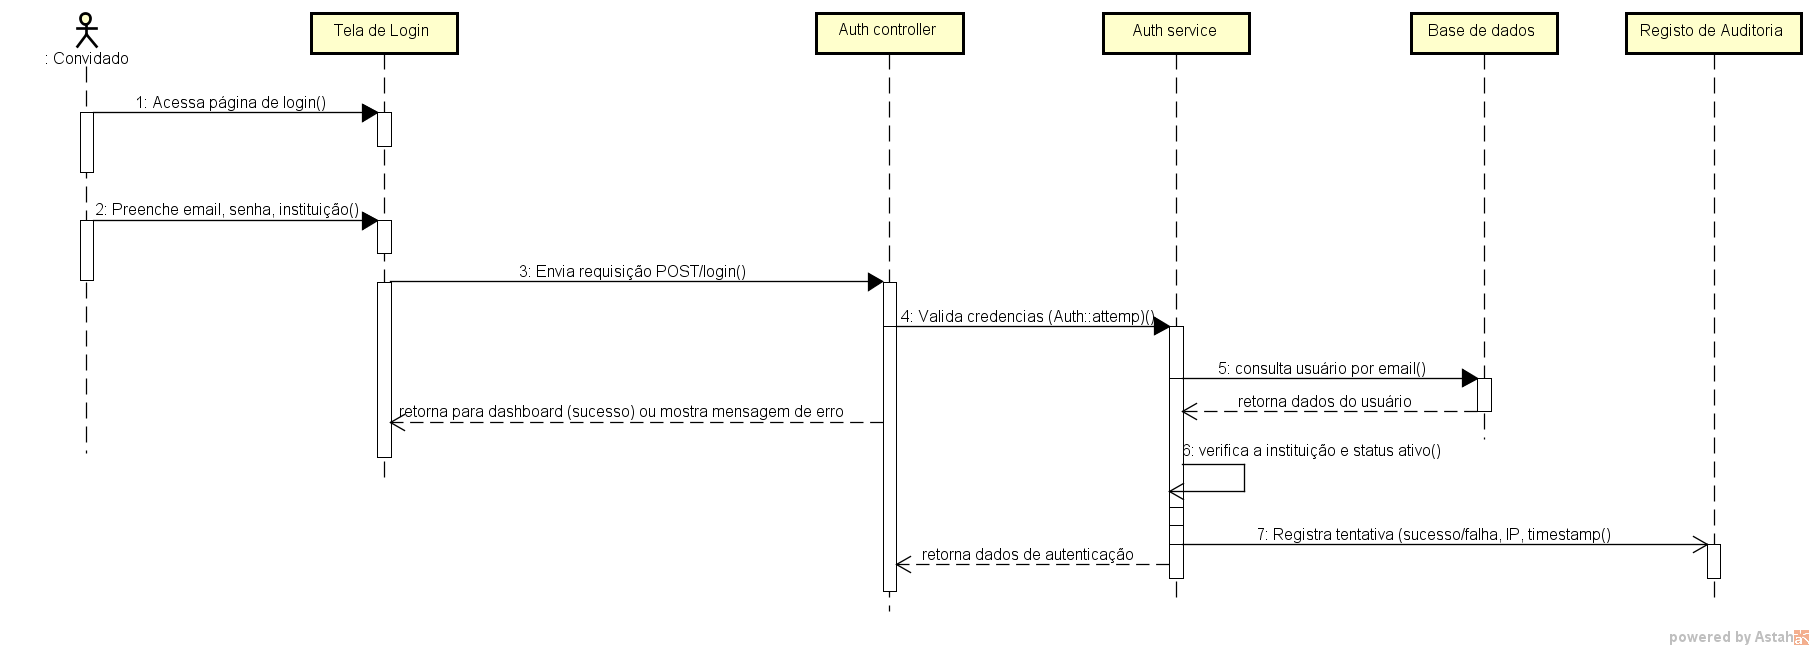 : Convidado
Tela de Login
Auth controller
Auth service
Base de dados
Registo de Auditoria
1: Acessa página de login()
2: Preenche email, senha, instituição()
3: Envia requisição POST/login()
4: Valida credencias (Auth::attemp)()
5: consulta usuário por email()
retorna dados do usuário
retorna para dashboard (sucesso) ou mostra mensagem de erro
6: verifica a instituição e status ativo()
7: Registra tentativa (sucesso/falha, IP, timestamp()
retorna dados de autenticação
powered by Astah